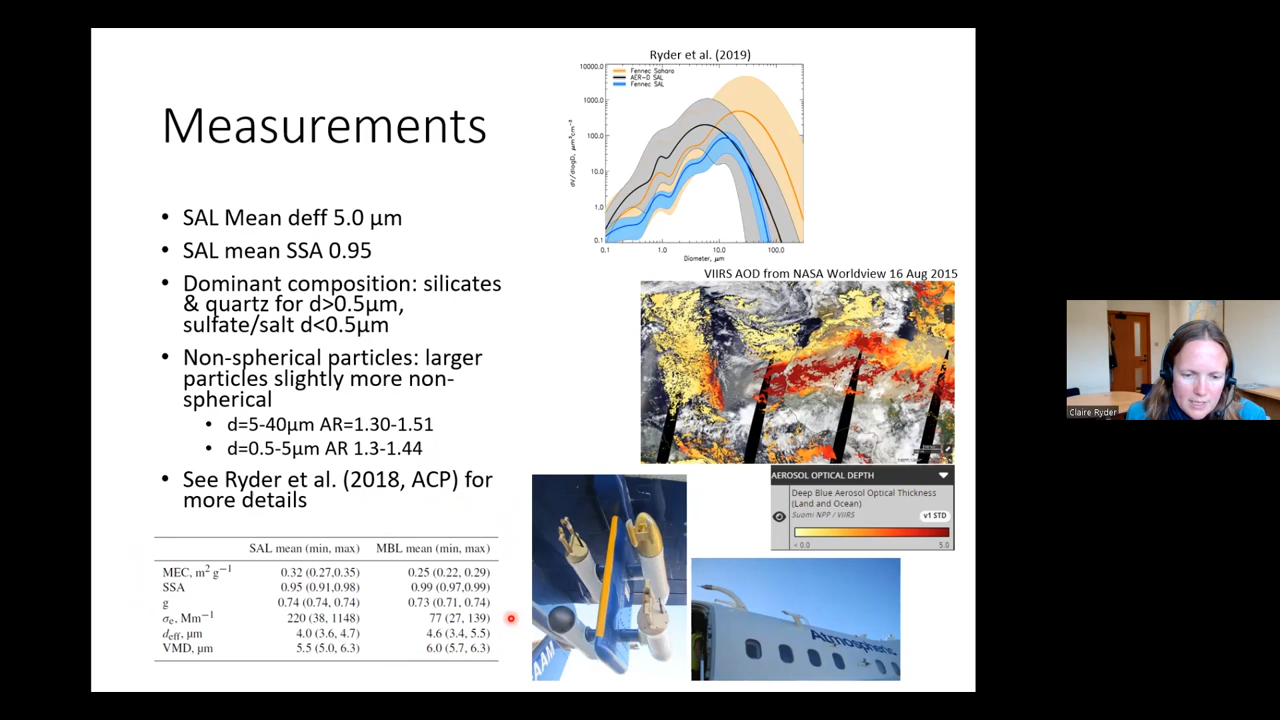 Measurements
• SAL Mean deff 5.0 µm
• SAL mean SSA 0.95
• Dominant composition: silicates
& quartz for d>0.5µm,
sulfate/salt d<0.5µm
• Non-spherical particles: larger
particles slightly more non-
spherical
• d=5-40µm AR=1.30-1.51
• d=0.5-5µm AR 1.3-1.44
• See Ryder et al. (2018, ACP) for
more details
SAL mean (min, max) MBL mean (min, max)
MEC, m² g⁻¹ 0.32 (0.27,0.35) 0.25 (0.22, 0.29)
SSA 0.95 (0.91,0.98) 0.99 (0.97,0.99)
g 0.74 (0.74, 0.74) 0.73 (0.71, 0.74)
σe, Mm⁻¹ 220 (38, 1148) 77 (27, 139)
deff, µm 4.0 (3.6, 4.7) 4.6 (3.4, 5.5)
VMD, µm 5.5 (5.0, 6.3) 6.0 (5.7, 6.3)
Ryder et al. (2019)
Fennec Sahara
AER-D SAL
Fennec SAL
10000.0
1000.0
100.0
10.0
1.0
0.1
dV/dlogD, µm³cm⁻³
0.1 1.0 10.0 100.0
Diameter, µm
VIIRS AOD from NASA Worldview 16 Aug 2015
AEROSOL OPTICAL DEPTH
Deep Blue Aerosol Optical Thickness
(Land and Ocean)
Suomi NPP / VIIRS v1 STD
< 0.0 5.0
AAM
Atmospheric
Claire Ryder